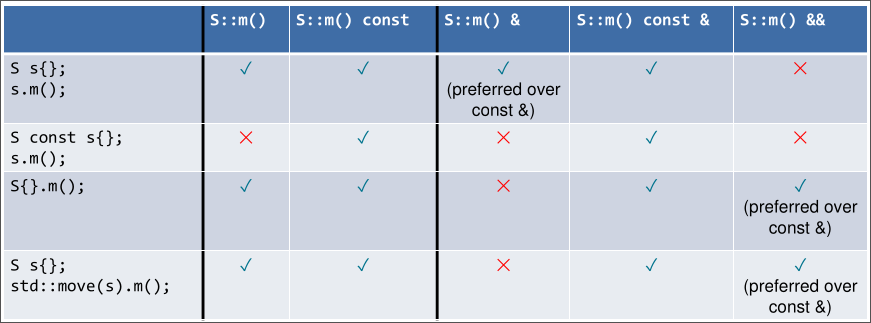 S::m() S::m() const S::m() & S::m() const & S::m() &&
S s{}; ✓ ✓ ✓ ✓ ✕
s.m(); (preferred over
const &)
S const s{}; ✕ ✓ ✕ ✓ ✕
s.m();
S{}.m(); ✓ ✓ ✕ ✓ ✓
(preferred over
const &)
S s{}; ✓ ✓ ✕ ✓ ✓
std::move(s).m(); (preferred over
const &)